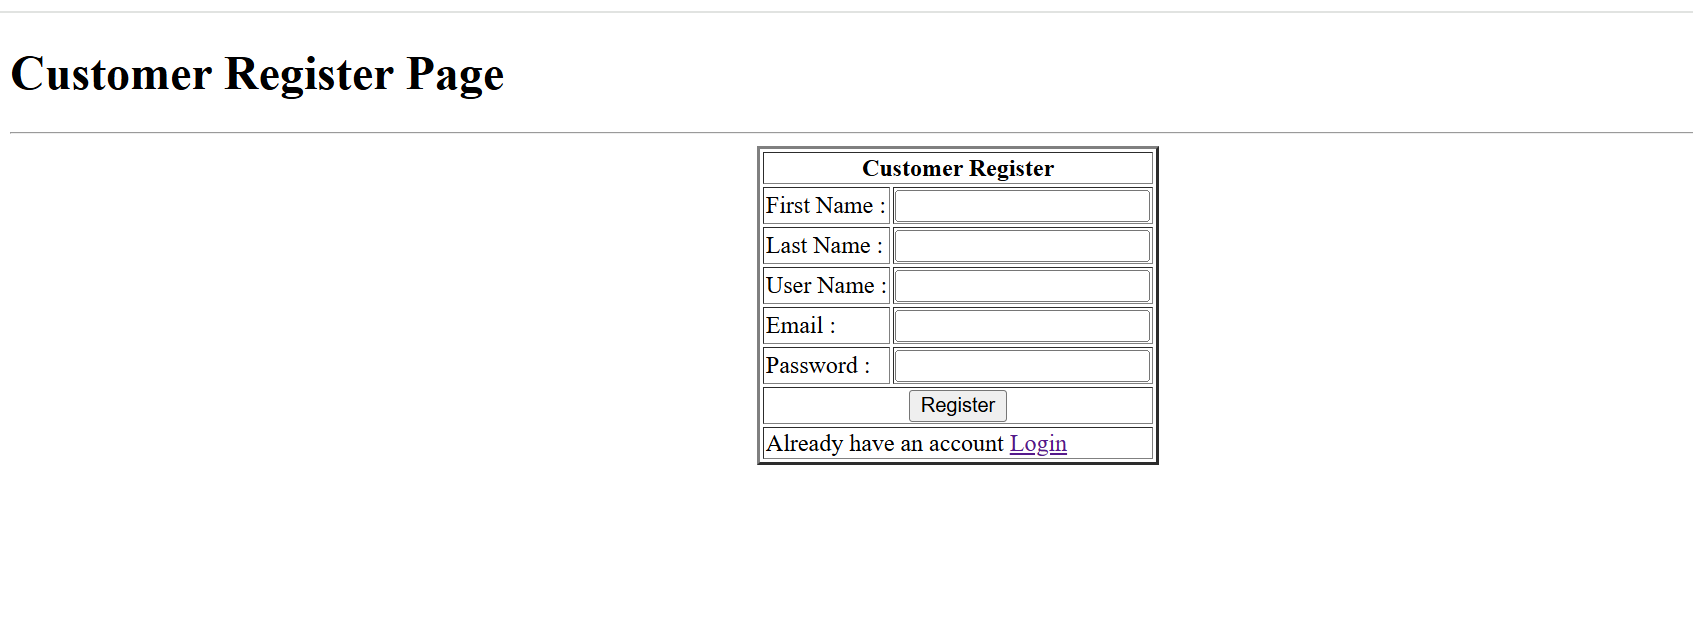 Customer Register Page
Customer Register
First Name :
Last Name :
User Name :
Email :
Password :
Register
Already have an account Login